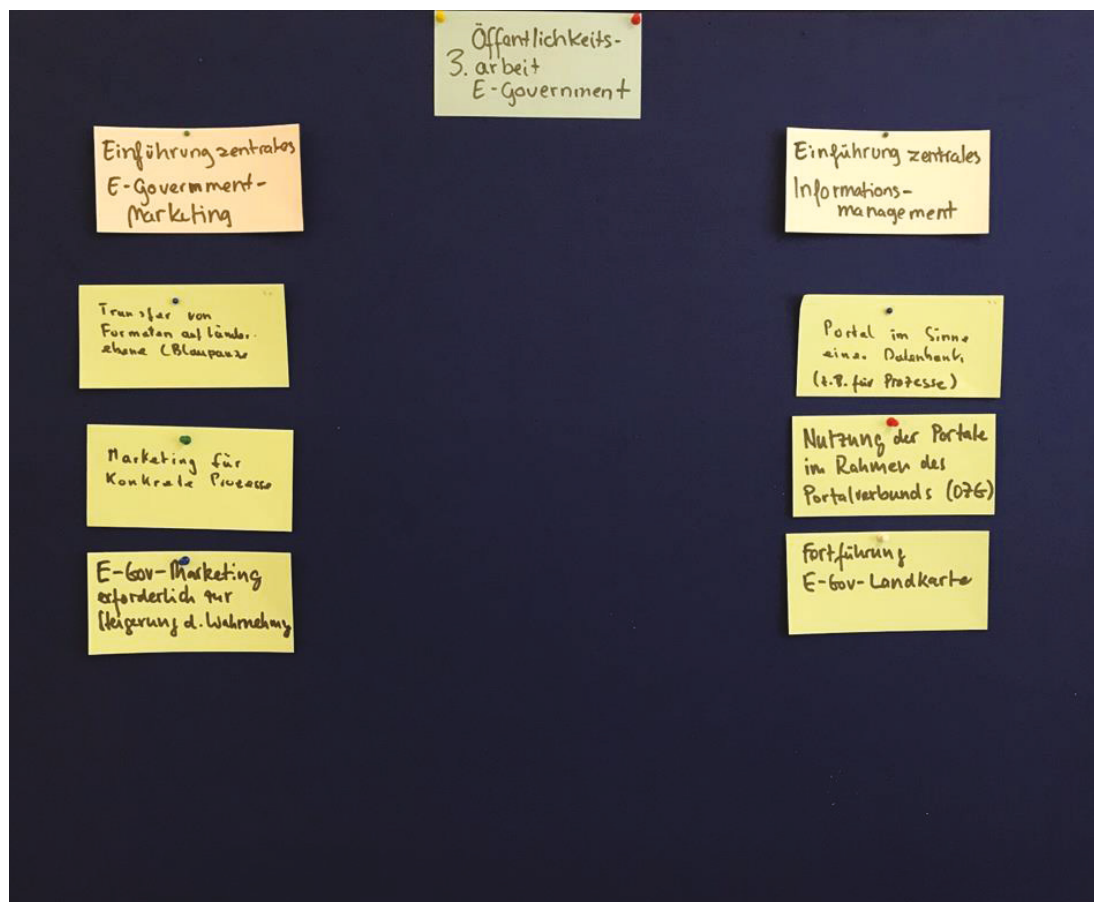 Öffentlichkeits-
3. arbeit
E-Government
Einführung zentrales
E-Government-
Marketing
Transfer von
Formaten auf Länder-
ebene (Blaupause
Marketing für
Konkrete Prozesse
E-Gov-Marketing
erforderlich zur
Steigerung d. Wahrnehmung
Einführung zentrales
Informations-
management
Portal im Sinne
einer Datenbank,
(z.B. für Prozesse)
Nutzung der Portale
im Rahmen des
Portalverbunds (OZG)
Fortführung
E-Gov-Landkarte